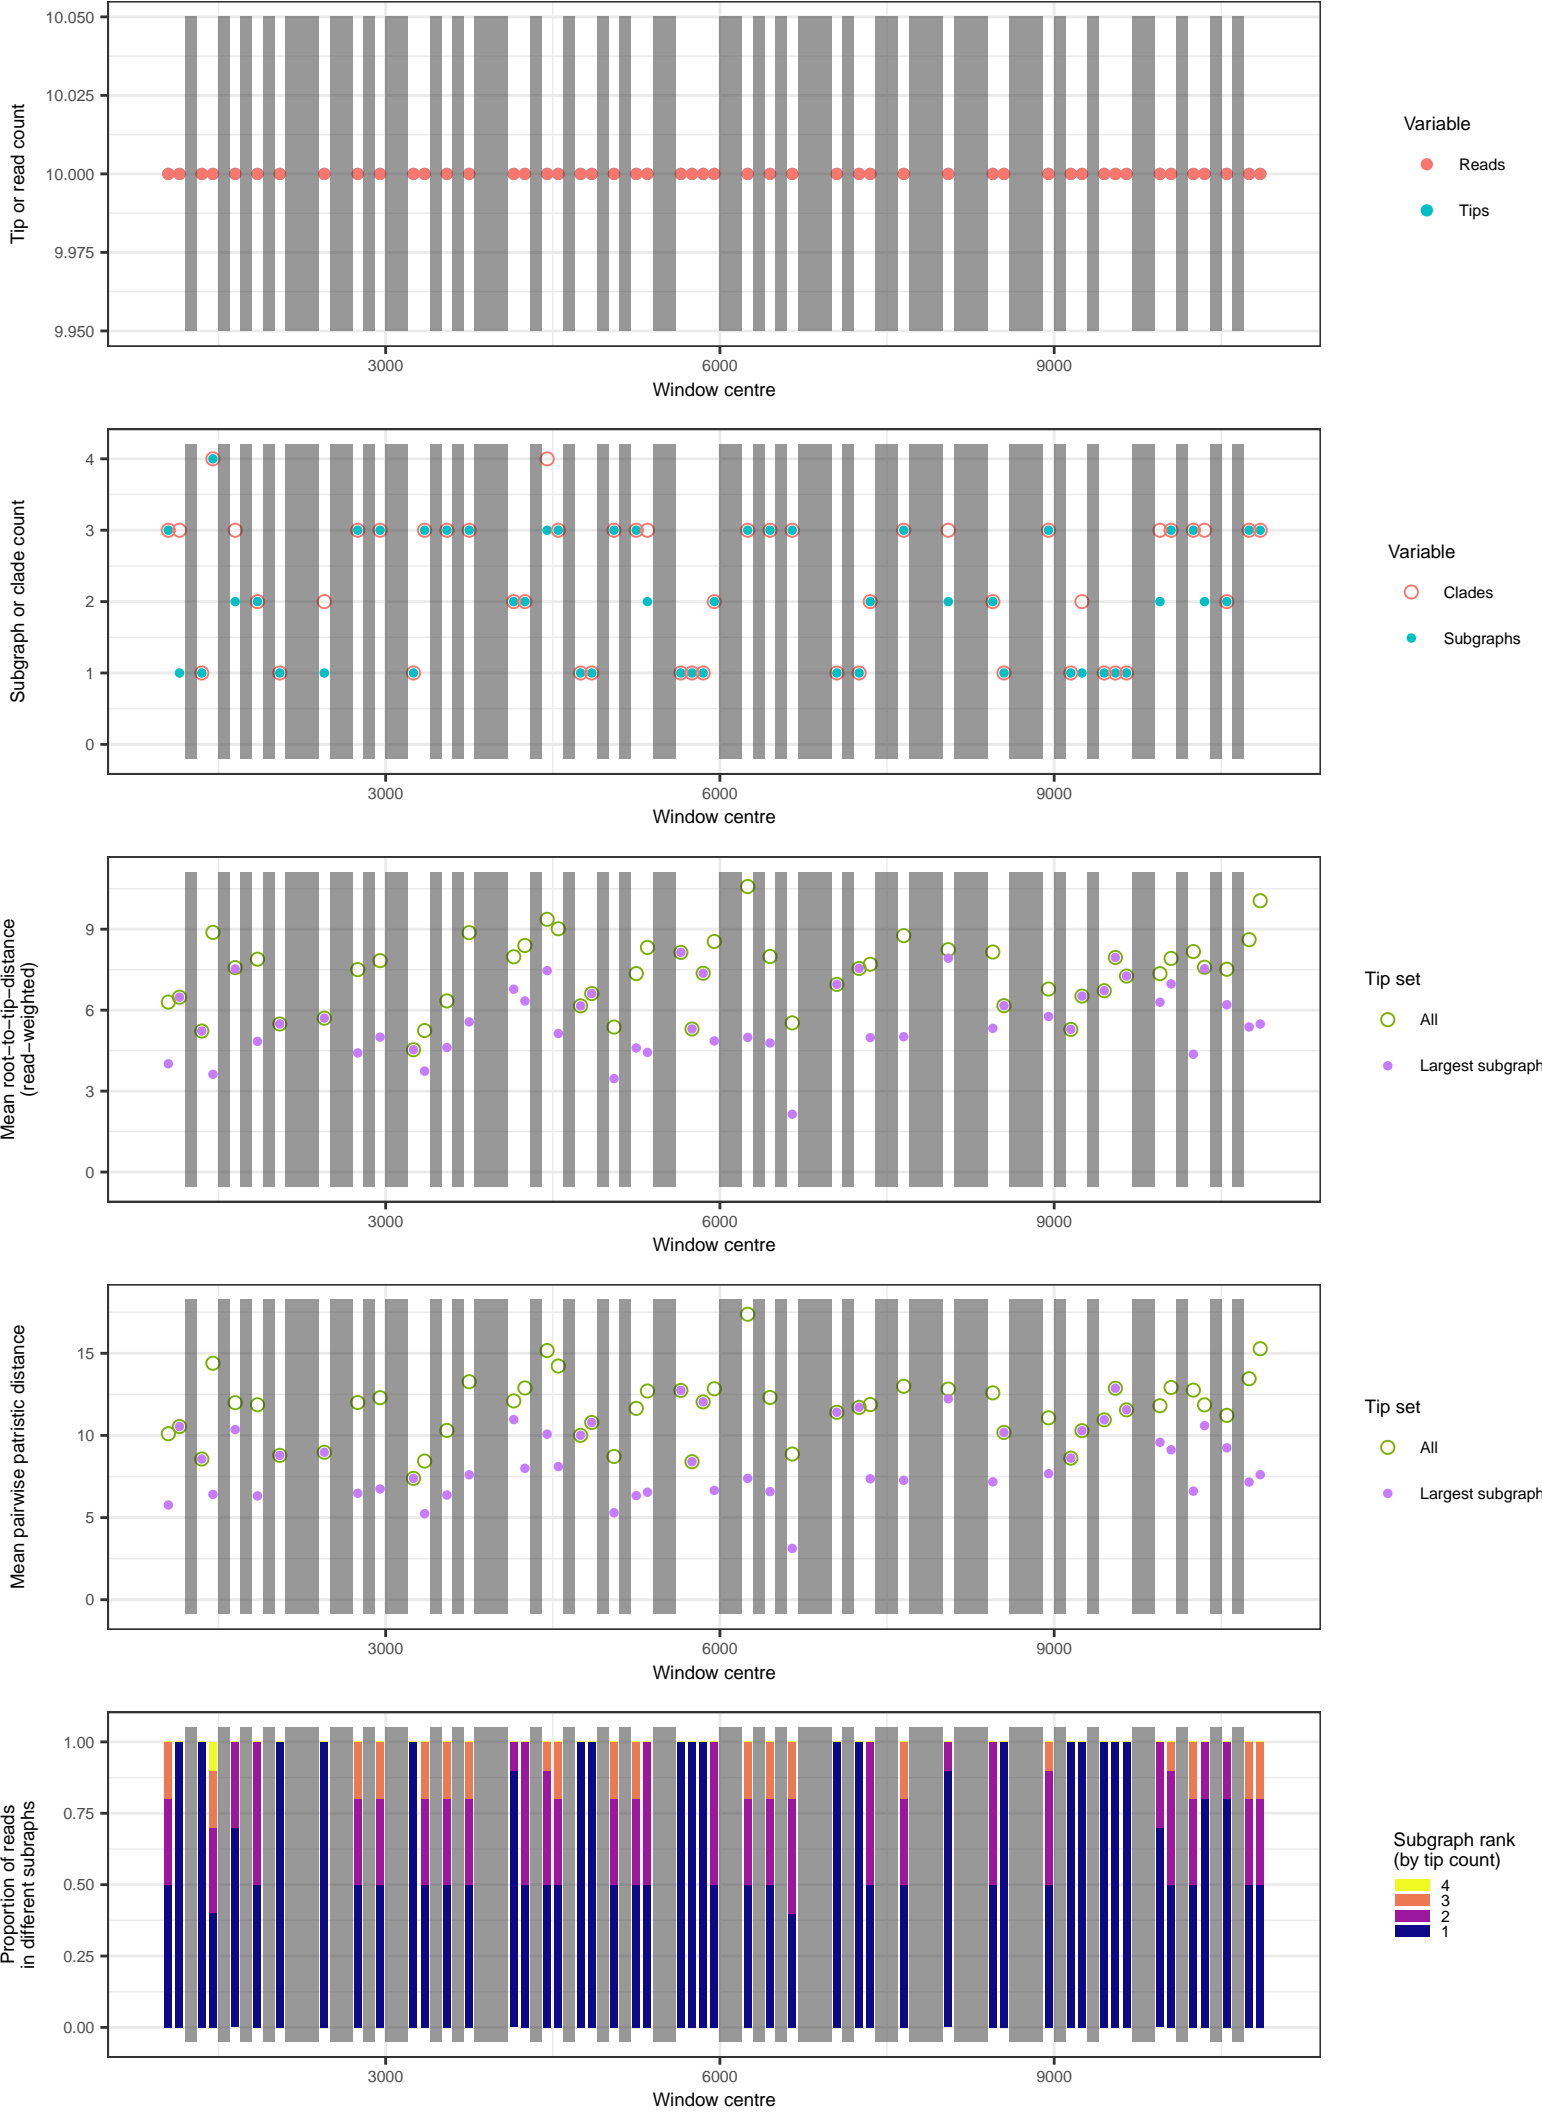 10.050
10.025
10.000
9.975
9.950
Tip or read count
3000
6000
9000
Window centre
Variable
Reads
Tips
4
3
2
1
0
Subgraph or clade count
3000
6000
9000
Window centre
Variable
Clades
Subgraphs
9
6
3
0
Mean root−to−tip−distance
(read−weighted)
3000
6000
9000
Window centre
Tip set
All
Largest subgraph
15
10
5
0
Mean pairwise patristic distance
3000
6000
9000
Window centre
Tip set
All
Largest subgraph
1.00
0.75
0.50
0.25
0.00
Proportion of reads
in different subraphs
3000
6000
9000
Window centre
Subgraph rank
(by tip count)
4
3
2
1